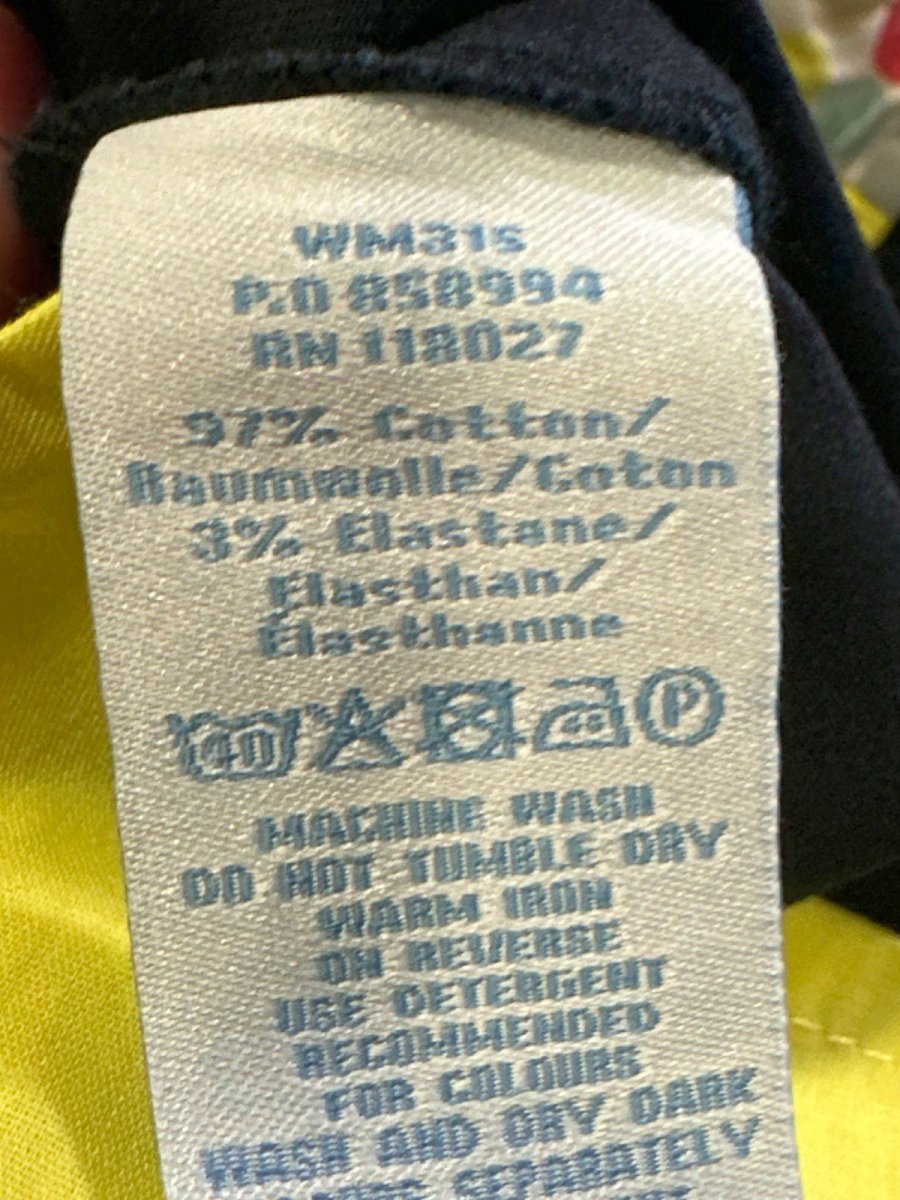 WM315
P.O 858994
RN 118027
97% Cotton/
Baumwolle/Coton
3% Elastane/
Elasthan/
Élasthanne
40 P
MACHINE WASH
DO NOT TUMBLE DRY
WARM IRON
ON REVERSE
USE DETERGENT
RECOMMENDED
FOR COLOURS
WASH AND DRY DARK
SEPARATELY